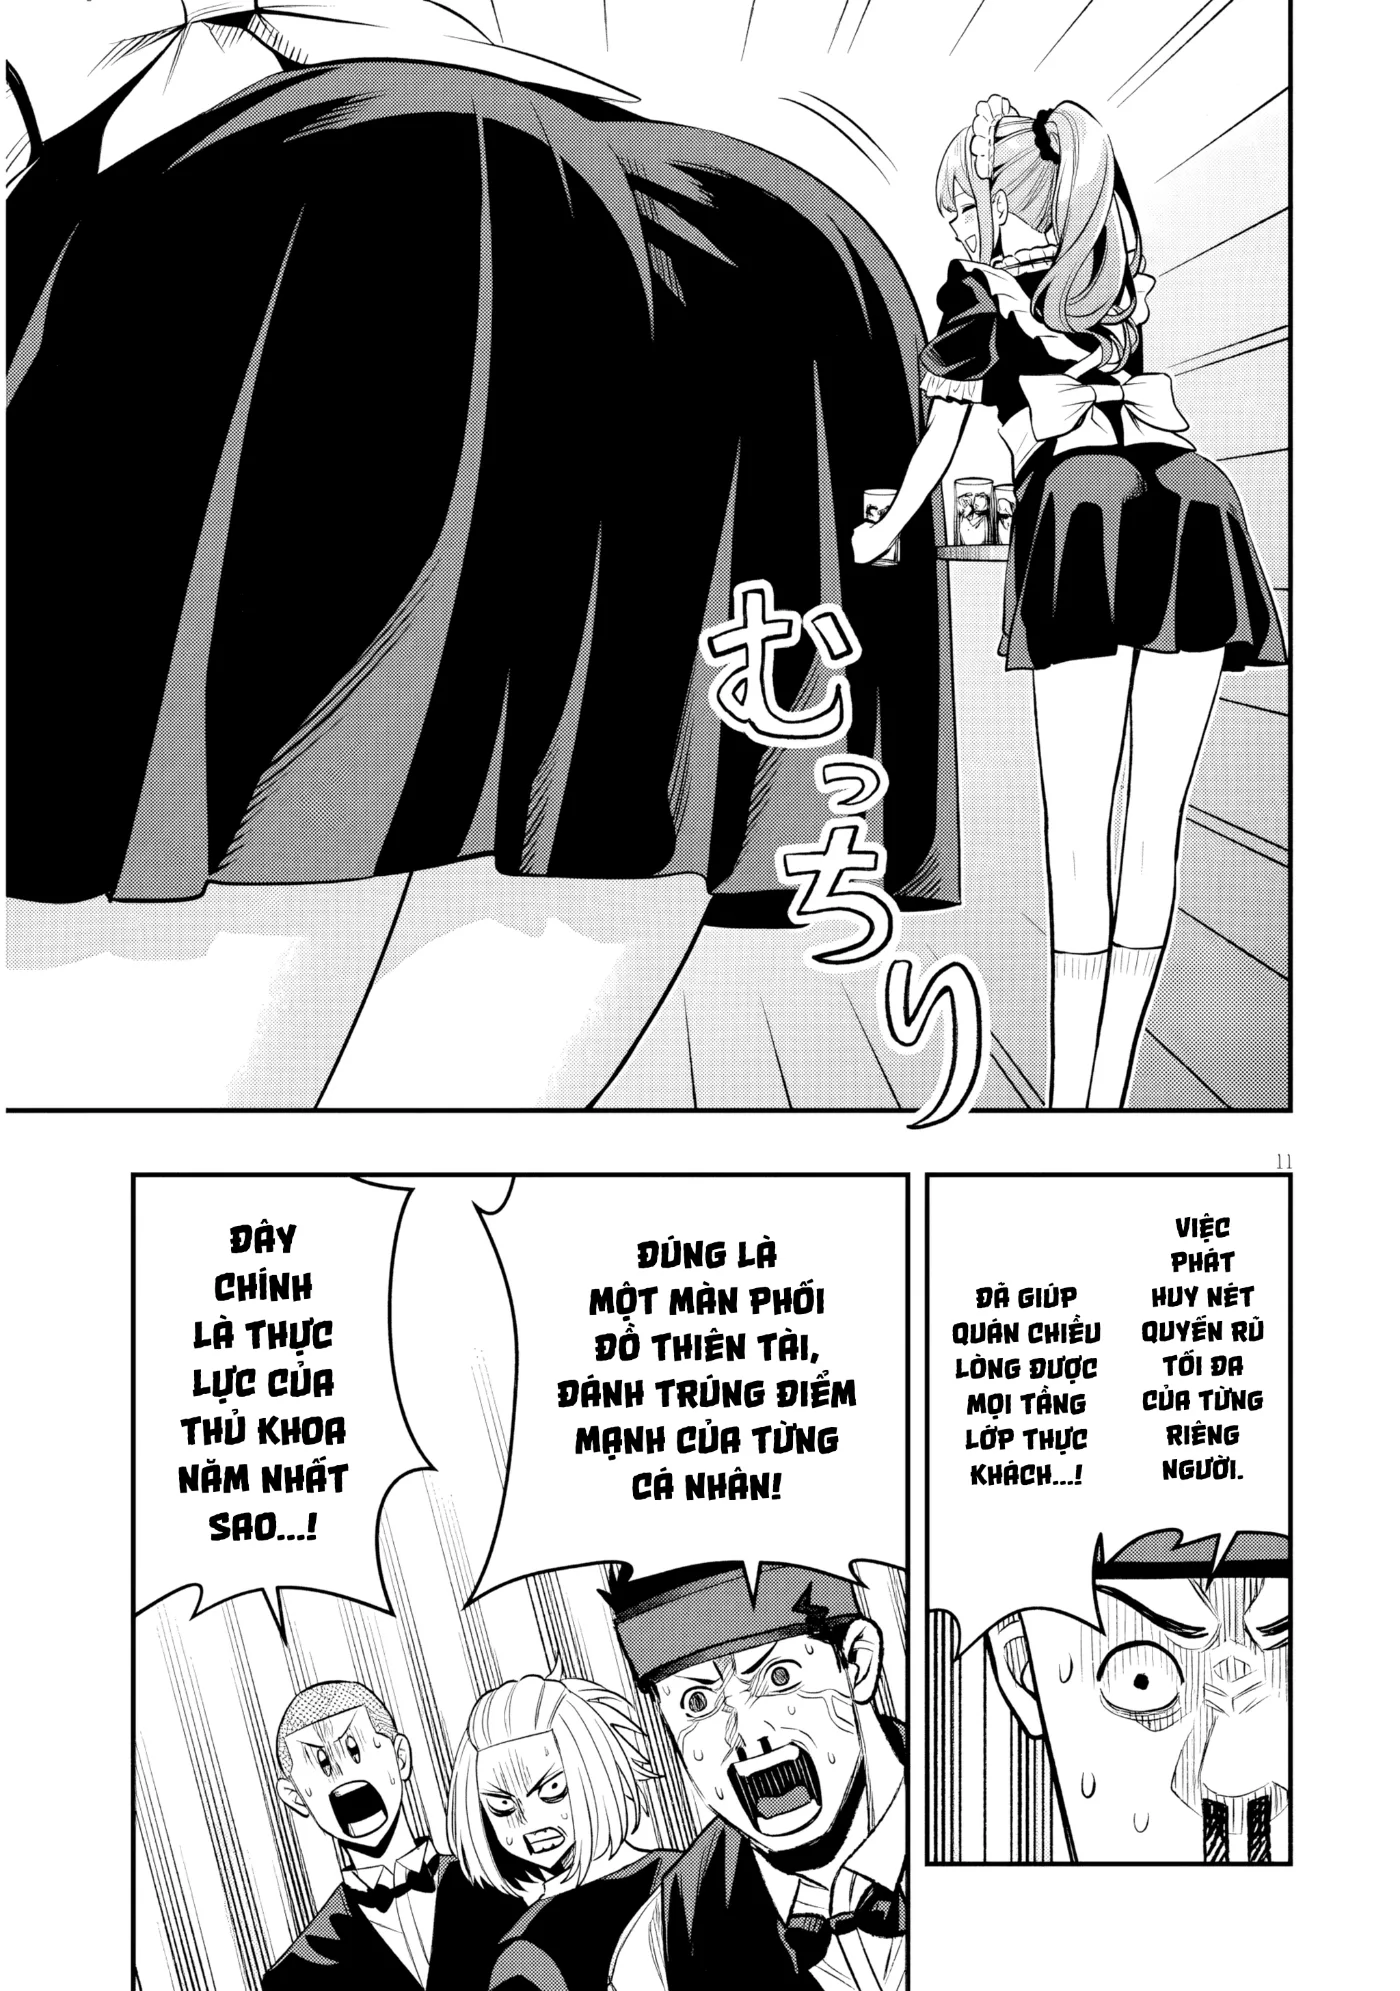 むっちり
11
VIỆC
PHÁT
HUY NÉT
QUYẾN RŨ
TỐI ĐA
CỦA TỪNG
RIÊNG
NGƯỜI.
ĐÃ GIÚP
QUÁN CHIỀU
LÒNG ĐƯỢC
MỌI TẦNG
LỚP THỰC
KHÁCH...!
ĐÚNG LÀ
MỘT MÀN PHỐI
ĐỒ THIÊN TÀI,
ĐÁNH TRÚNG ĐIỂM
MẠNH CỦA TỪNG
CÁ NHÂN!
ĐÂY
CHÍNH
LÀ THỰC
LỰC CỦA
THỦ KHOA
NĂM NHẤT
SAO...!